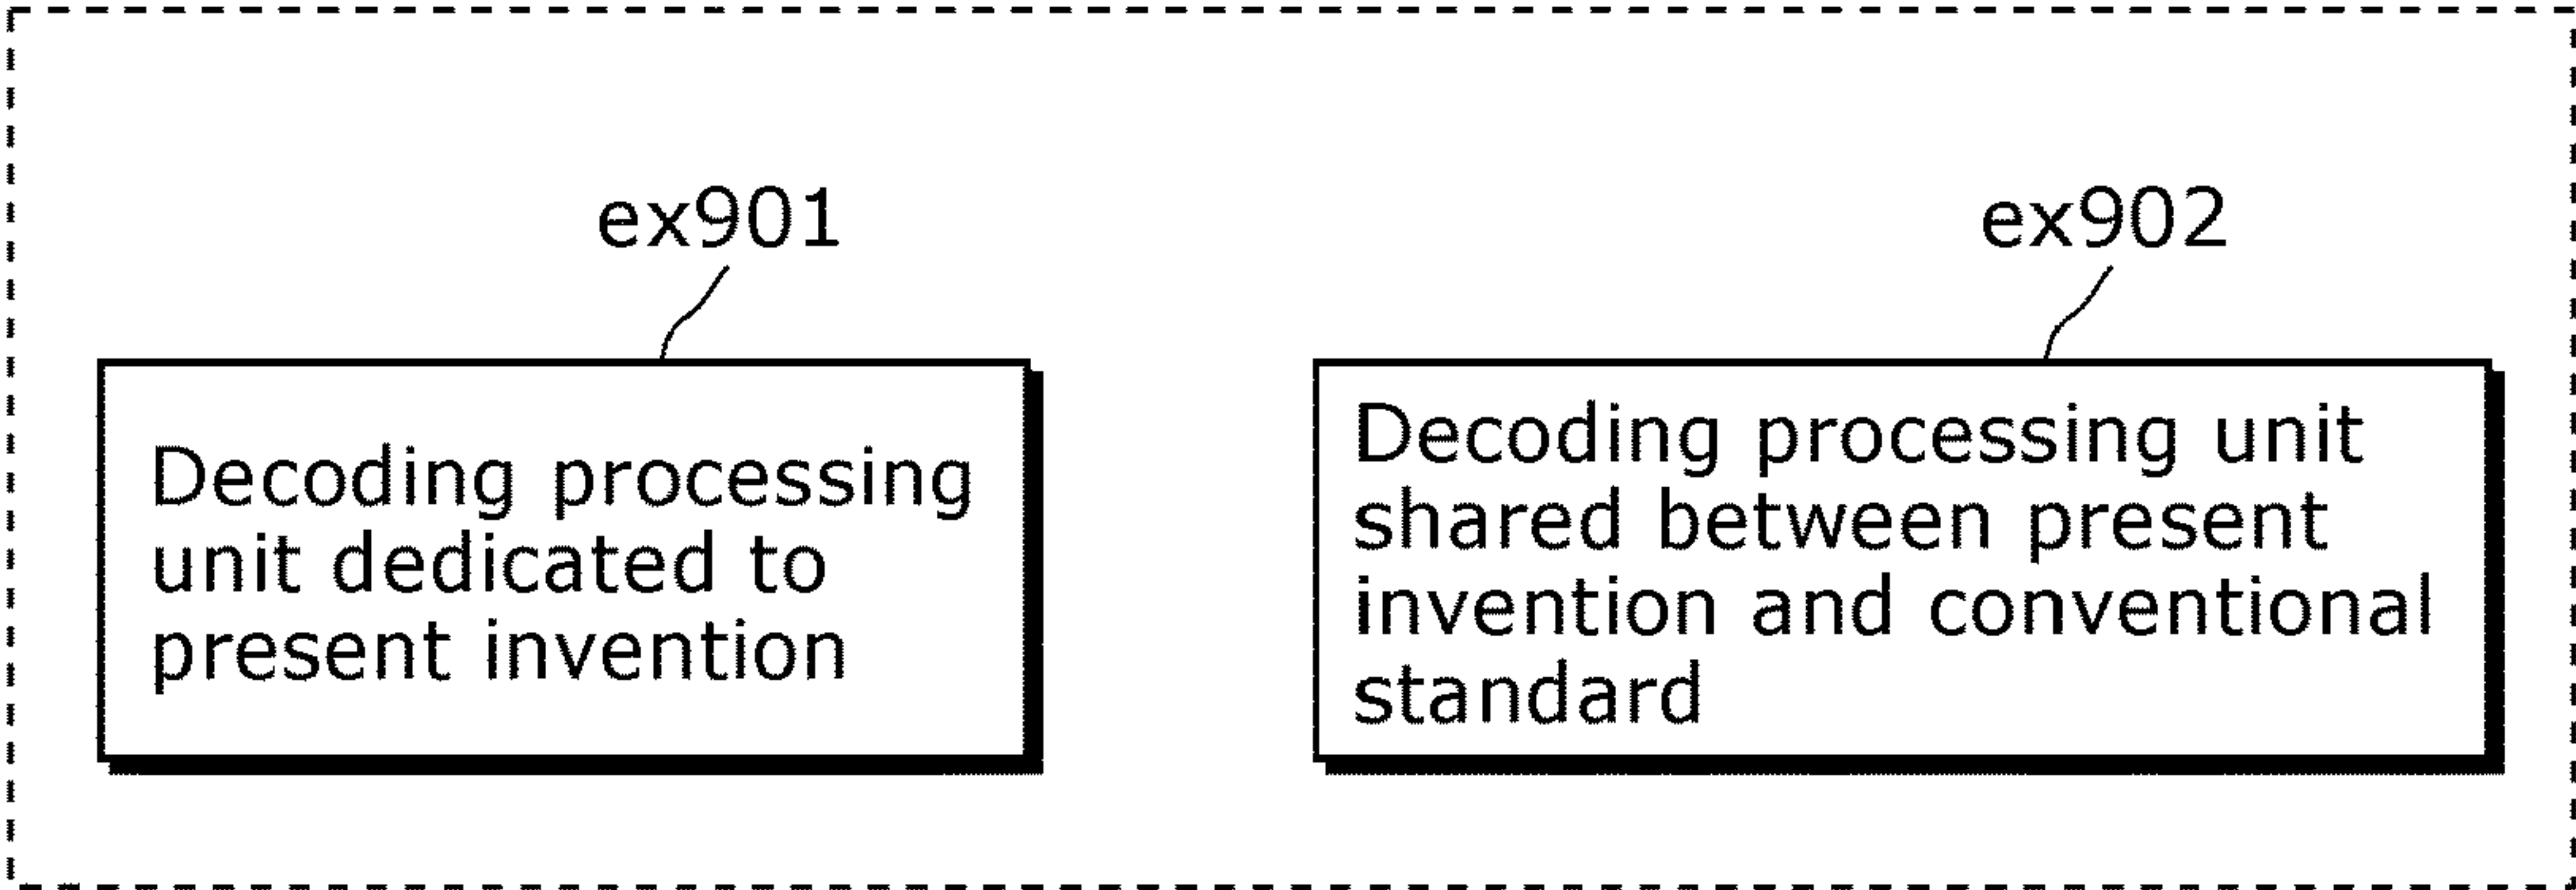 ex901
Decoding processing
unit dedicated to
present invention
ex902
Decoding processing unit
shared between present
invention and conventional
standard